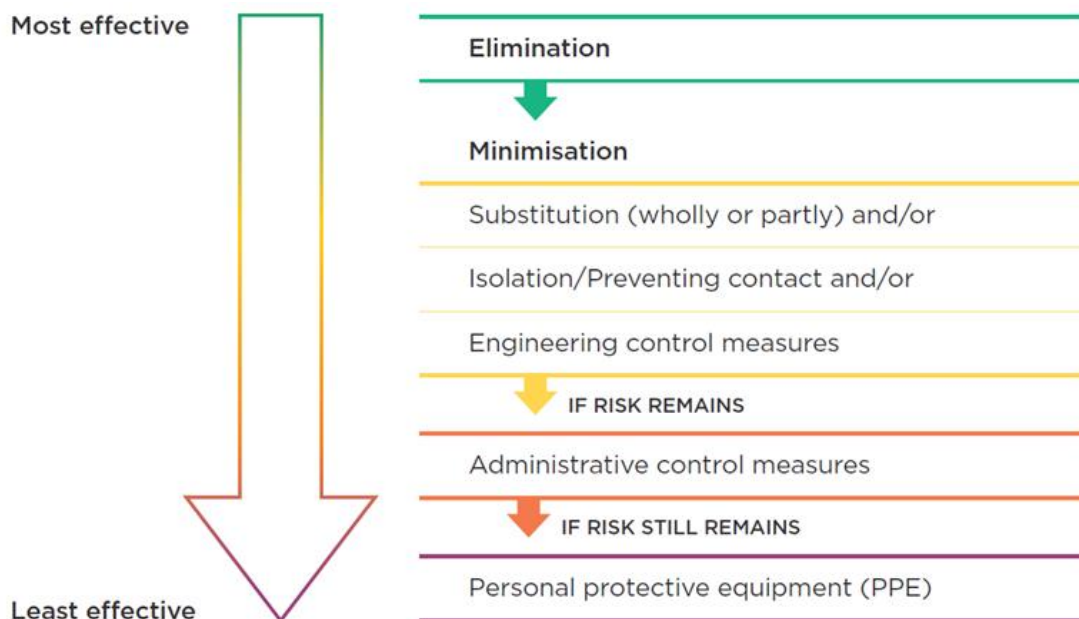 Most effective
Elimination
Minimisation
Substitution (wholly or partly) and/or
Isolation/Preventing contact and/or
Engineering control measures
IF RISK REMAINS
Administrative control measures
IF RISK STILL REMAINS
Personal protective equipment (PPE)
Least effective